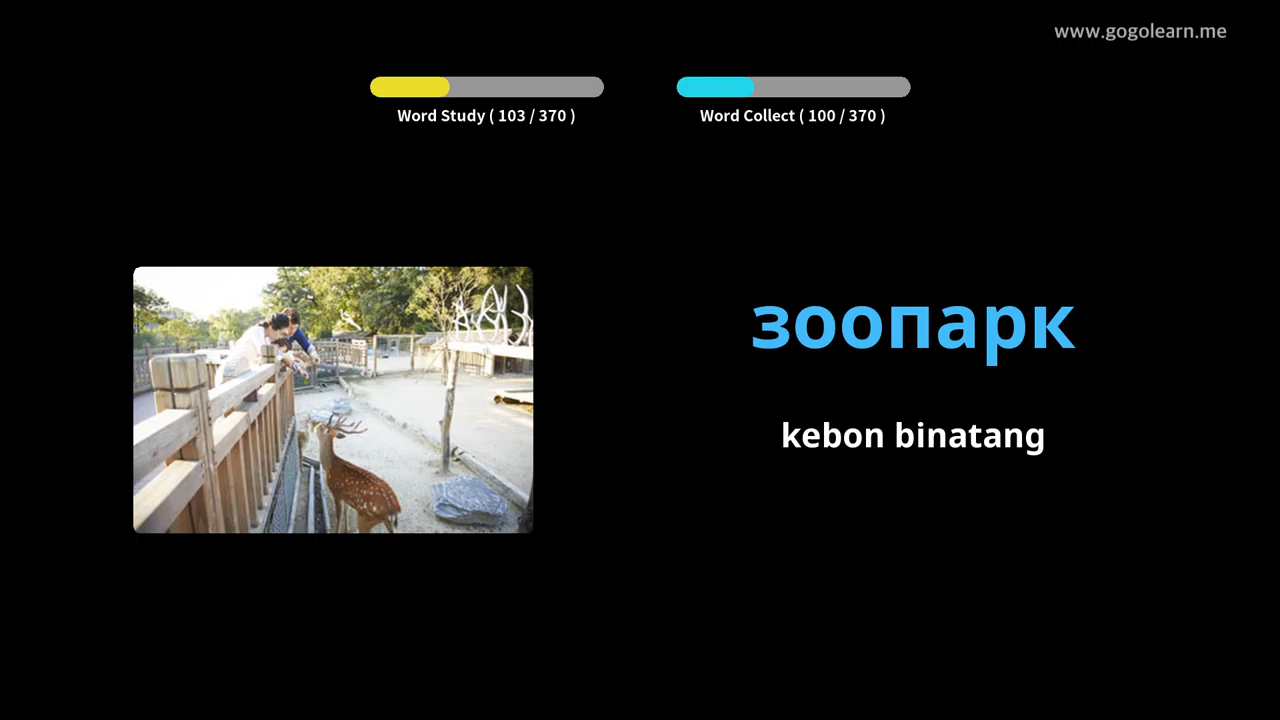 www.gogolearn.me
Word Study ( 103 / 370 )
Word Collect ( 100 / 370 )
зоопарк
kebon binatang